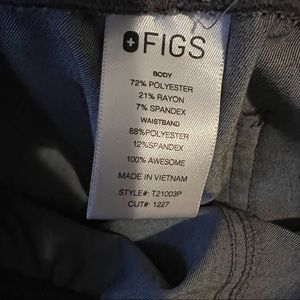 FIGS
BODY
72% POLYESTER
21% RAYON
7% SPANDEX
WAISTBAND
88%POLYESTER
12%SPANDEX
100% AWESOME
MADE IN VIETNAM
STYLE#: T21003P
CUT#: 1227